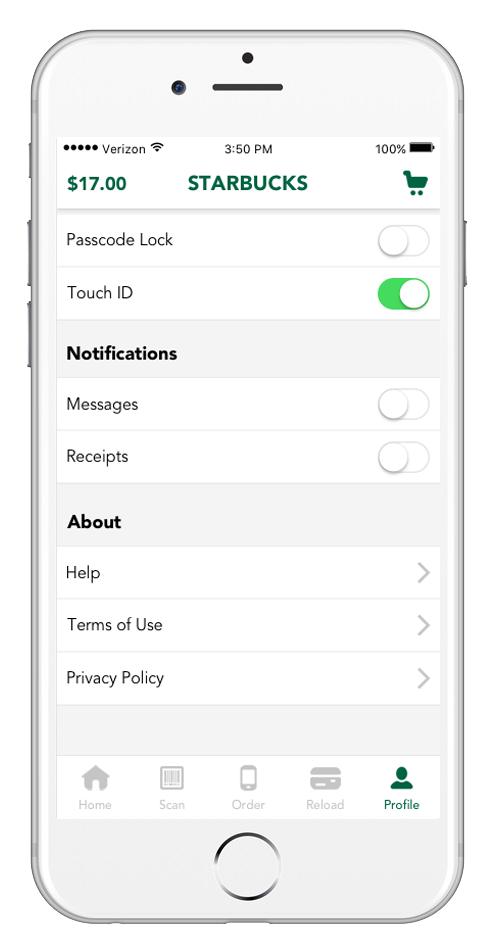 Verizon 3:50 PM 100%
$17.00 STARBUCKS
Passcode Lock
Touch ID
Notifications
Messages
Receipts
About
Help
Terms of Use
Privacy Policy
Home Scan Order Reload Profile